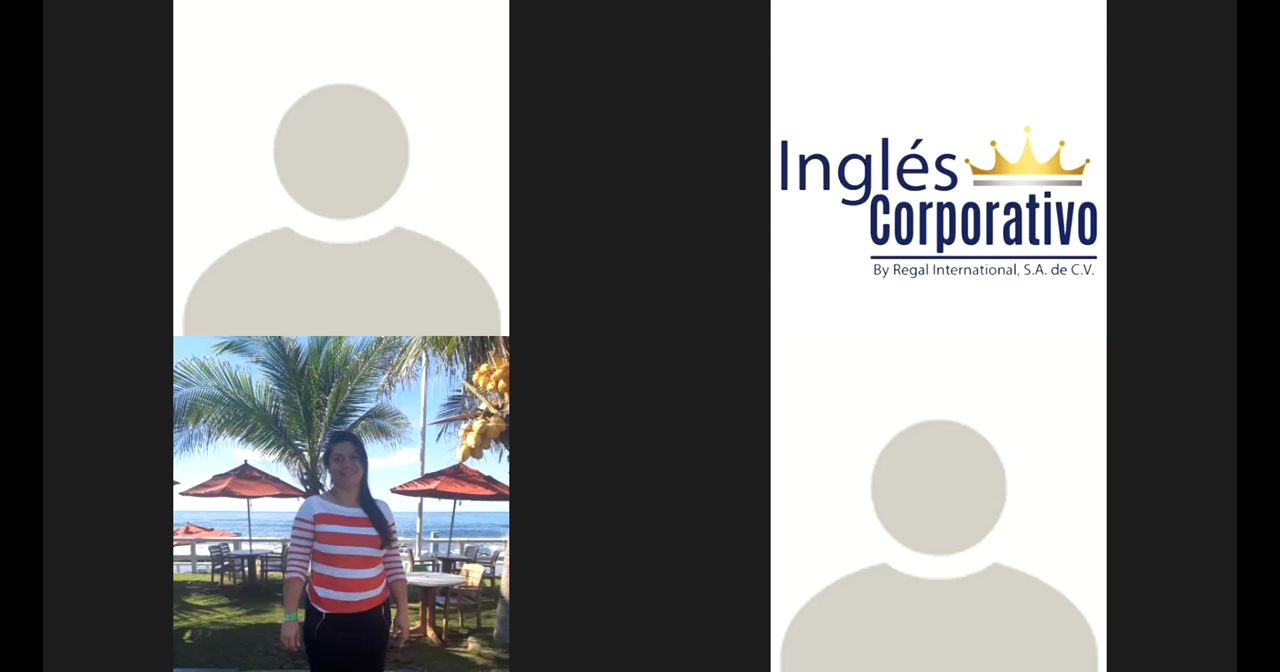 Inglés
Corporativo
By Regal International, S.A. de C.V.